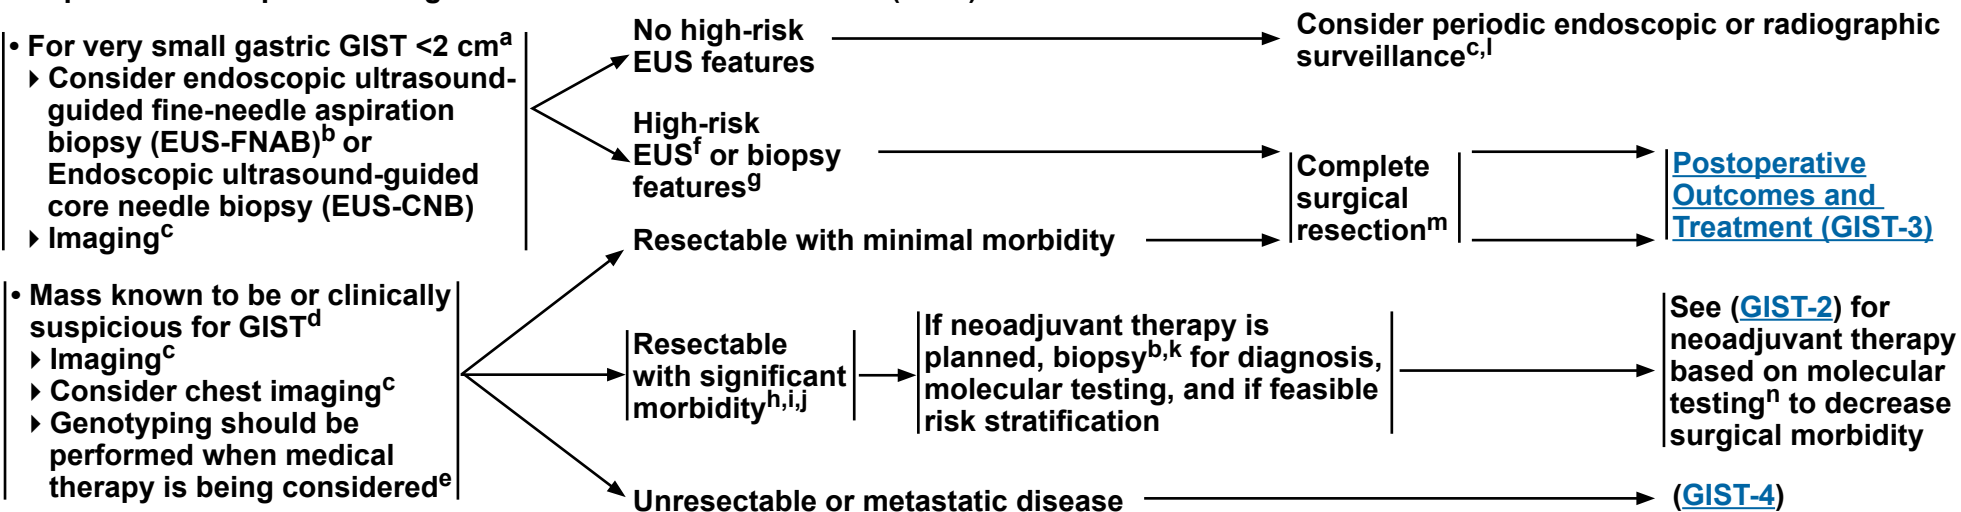 • For very small gastric GIST <2 cmᵃ
▸ Consider endoscopic ultrasound-
guided fine-needle aspiration
biopsy (EUS-FNAB)ᵇ or
Endoscopic ultrasound-guided
core needle biopsy (EUS-CNB)
▸ Imagingᶜ
No high-risk
EUS features
Consider periodic endoscopic or radiographic
surveillanceᶜ,ˡ
High-risk
EUSᶠ or biopsy
featuresᵍ
Complete
surgical
resectionᵐ
Postoperative
Outcomes and
Treatment (GIST-3)
Resectable with minimal morbidity
• Mass known to be or clinically
suspicious for GISTᵈ
▸ Imagingᶜ
▸ Consider chest imagingᶜ
▸ Genotyping should be
performed when medical
therapy is being consideredᵉ
Resectable
with significant
morbidityʰ,ⁱ,ʲ
If neoadjuvant therapy is
planned, biopsyᵇ,ᵏ for diagnosis,
molecular testing, and if feasible
risk stratification
See (GIST-2) for
neoadjuvant therapy
based on molecular
testingⁿ to decrease
surgical morbidity
Unresectable or metastatic disease
(GIST-4)